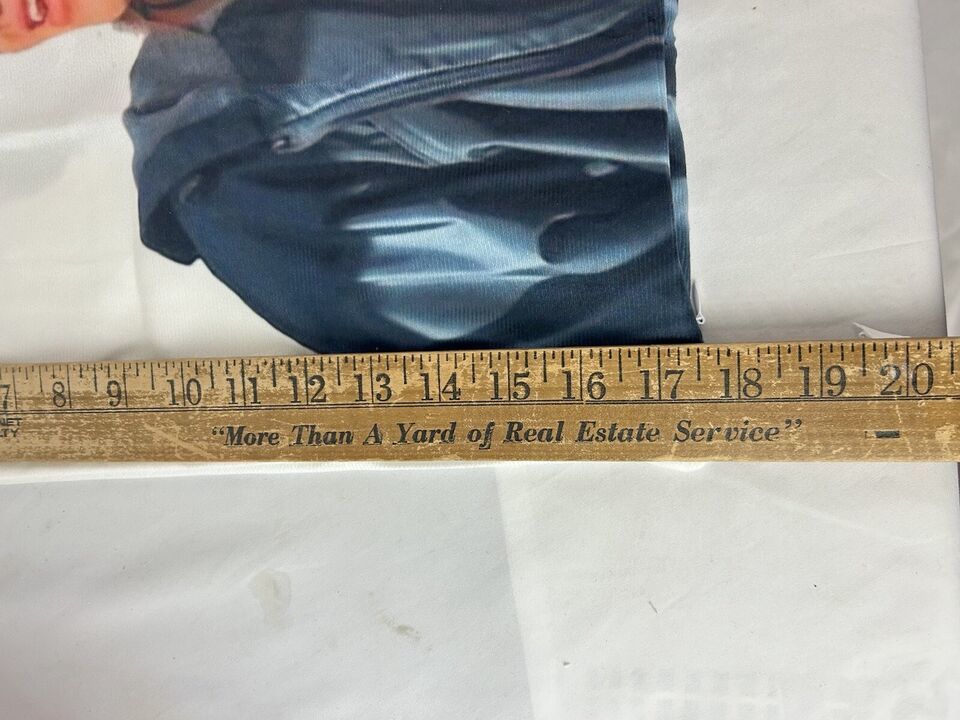 7 8 9 10 11 12 13 14 15 16 17 18 19 20
“More Than A Yard of Real Estate Service”